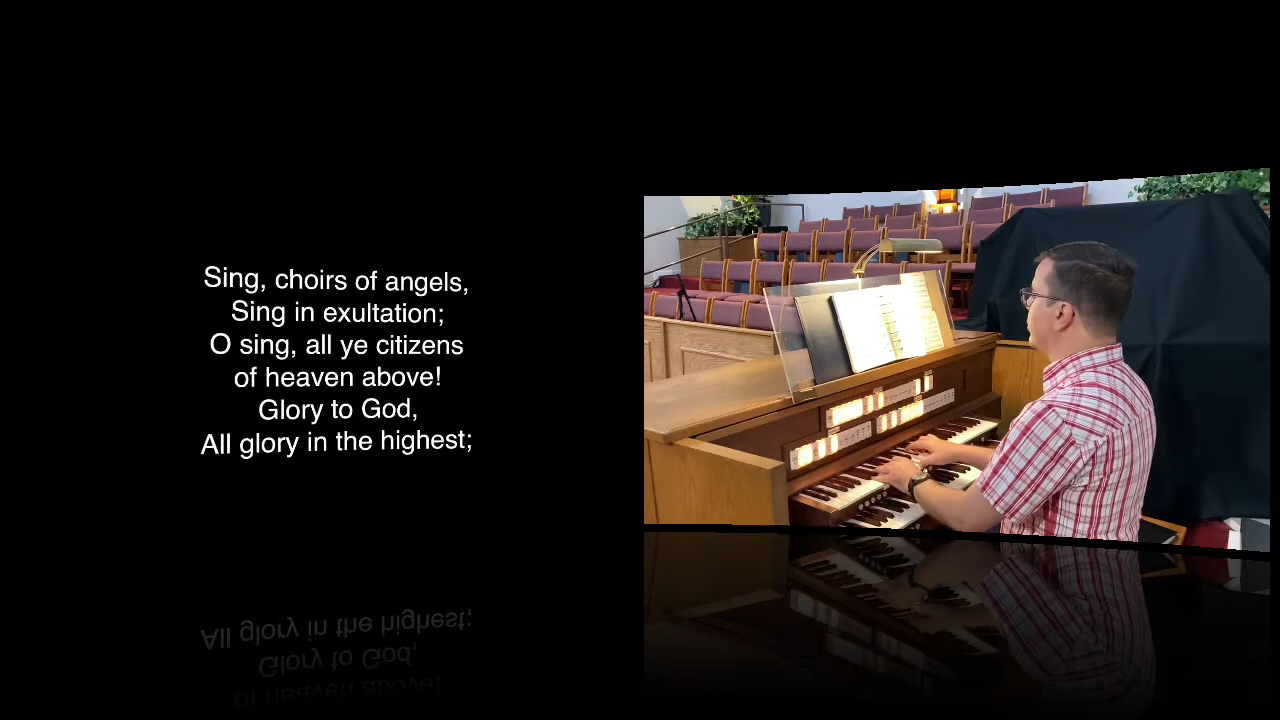 Sing, choirs of angels,
Sing in exultation;
O sing, all ye citizens
of heaven above!
Glory to God,
All glory in the highest;